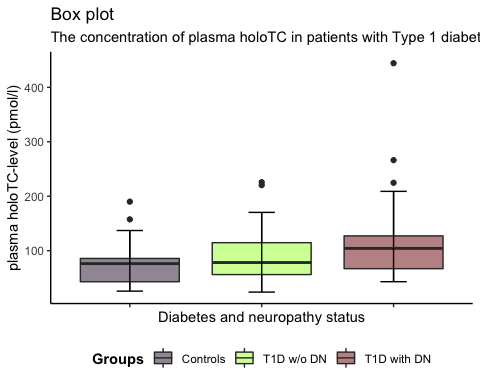 Box plot
The concentration of plasma holoTC in patients with Type 1 diabet
plasma holoTC-level (pmol/l)
400
300
200
100
Diabetes and neuropathy status
Groups Controls T1D w/o DN T1D with DN